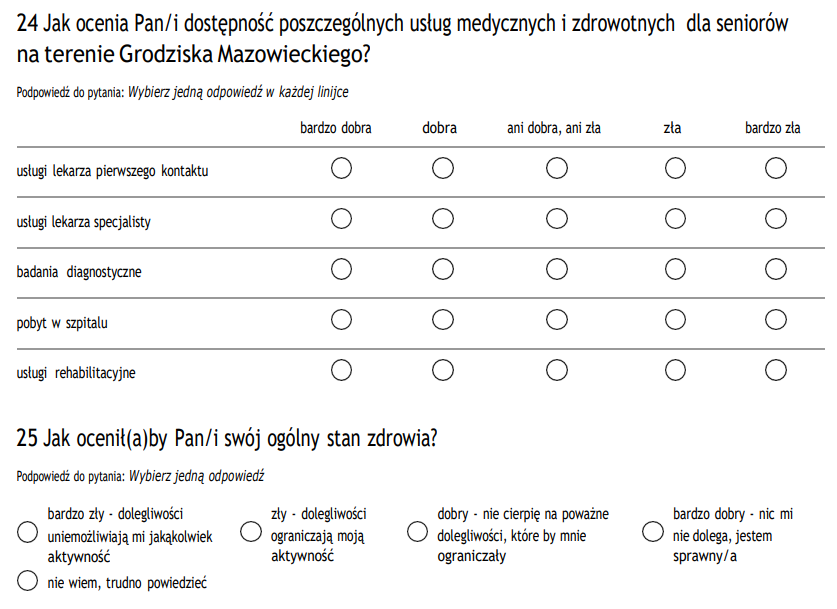 24 Jak ocenia Pan/i dostępność poszczególnych usług medycznych i zdrowotnych dla seniorów
na terenie Grodziska Mazowieckiego?
Podpowiedź do pytania: Wybierz jedną odpowiedź w każdej linijce
bardzo dobra dobra ani dobra, ani zła zła bardzo zła
usługi lekarza pierwszego kontaktu
usługi lekarza specjalisty
badania diagnostyczne
pobyt w szpitalu
usługi rehabilitacyjne
25 Jak ocenił(a)by Pan/i swój ogólny stan zdrowia?
Podpowiedź do pytania: Wybierz jedną odpowiedź
bardzo zły - dolegliwości
uniemożliwiają mi jakąkolwiek
aktywność
zły - dolegliwości
ograniczają moją
aktywność
dobry - nie cierpię na poważne
dolegliwości, które by mnie
ograniczały
bardzo dobry - nic mi
nie dolega, jestem
sprawny/a
nie wiem, trudno powiedzieć